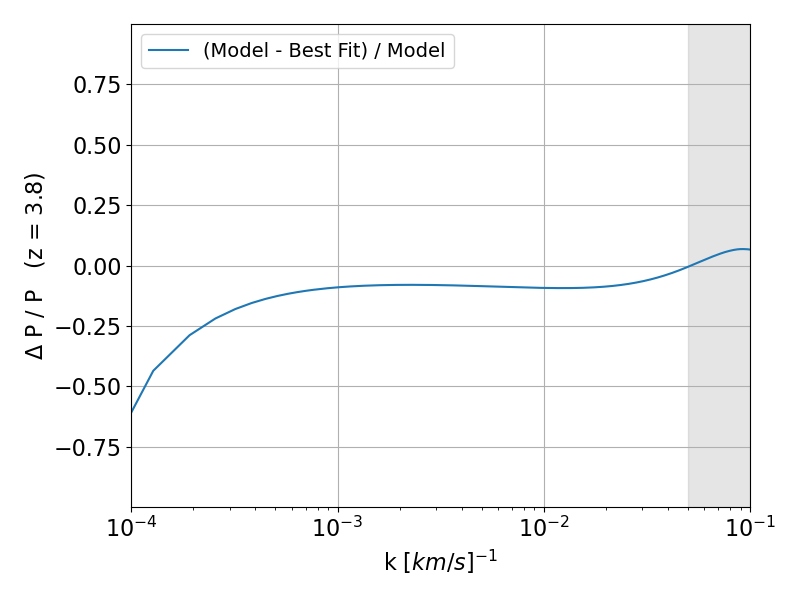 (Model - Best Fit) / Model
0.75
0.50
0.25
0.00
−0.25
−0.50
−0.75
Δ P / P (z = 3.8)
10⁻⁴ 10⁻³ 10⁻² 10⁻¹
k [km/s]⁻¹